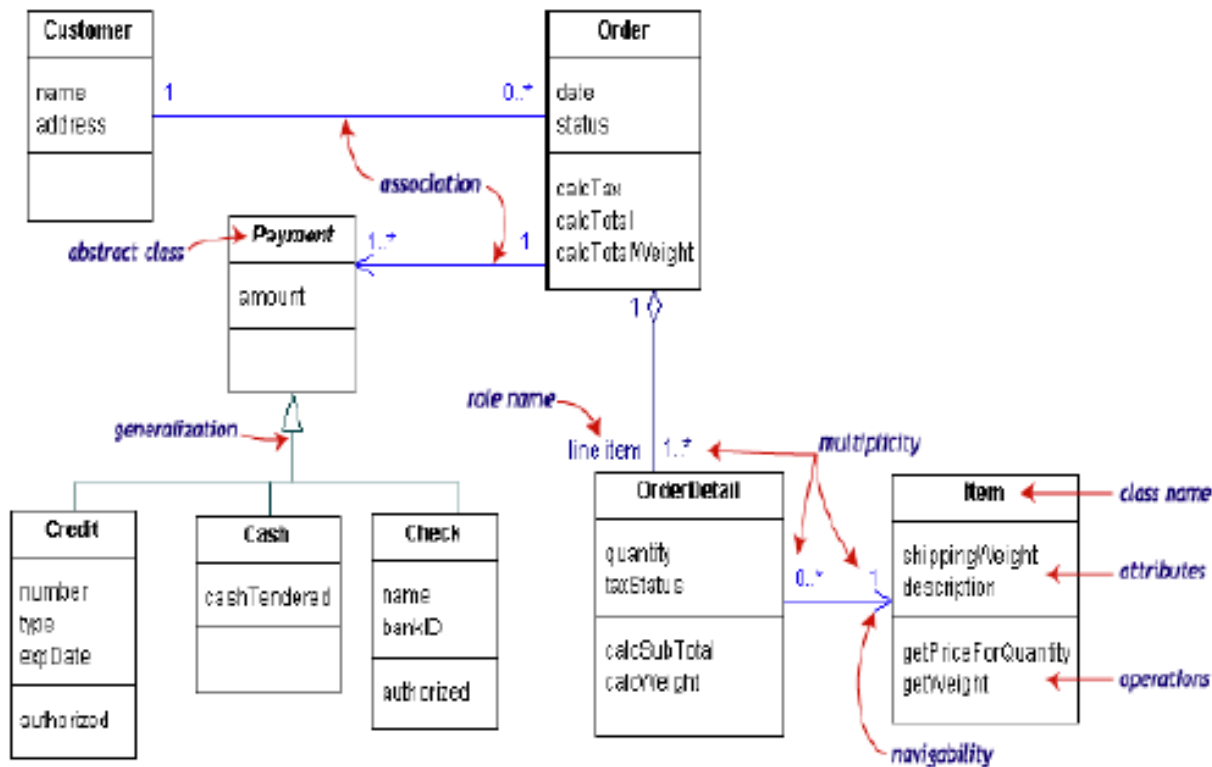 Customer
name
address
1
0..*
Order
date
status
calcTax
calcTotal
calcTotalWeight
association
abstract class
Payment
amount
1..*
1
1
generalization
role name
line item
1..*
multiplicity
Credit
number
type
expDate
authorized
Cash
cashTendered
Check
name
bankID
authorized
OrderDetail
quantity
taxStatus
calcSubTotal
calcWeight
0..*
1
Item
shippingWeight
description
getPriceForQuantity
getWeight
class name
attributes
operations
navigability